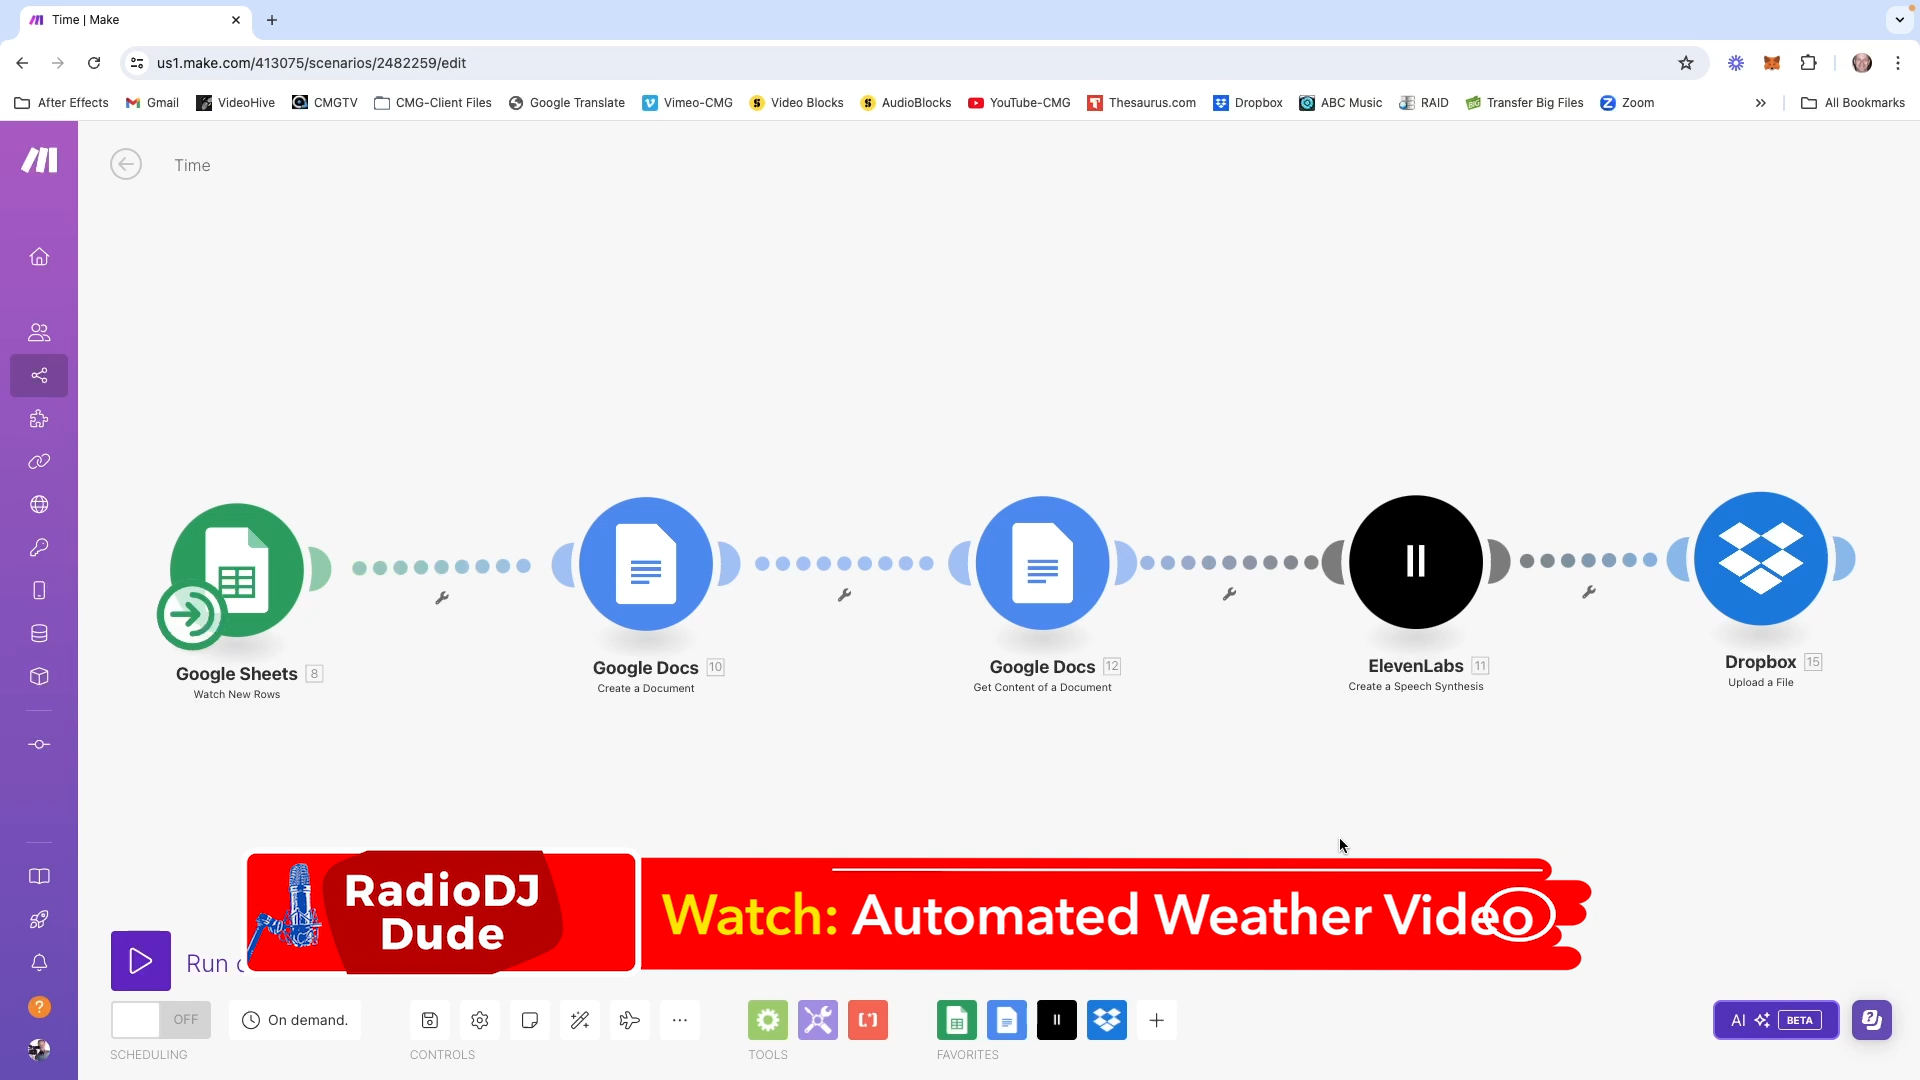 Time | Make
us1.make.com/413075/scenarios/2482259/edit
After Effects
Gmail
VideoHive
CMGTV
CMG-Client Files
Google Translate
Vimeo-CMG
Video Blocks
AudioBlocks
YouTube-CMG
Thesaurus.com
Dropbox
ABC Music
RAID
Transfer Big Files
Zoom
All Bookmarks
Time
Google Sheets 8
Watch New Rows
Google Docs 10
Create a Document
Google Docs 12
Get Content of a Document
ElevenLabs 11
Create a Speech Synthesis
Dropbox 15
Upload a File
RadioDJ
Dude
Watch: Automated Weather Video
Run
OFF
On demand.
AI BETA
SCHEDULING
CONTROLS
TOOLS
FAVORITES